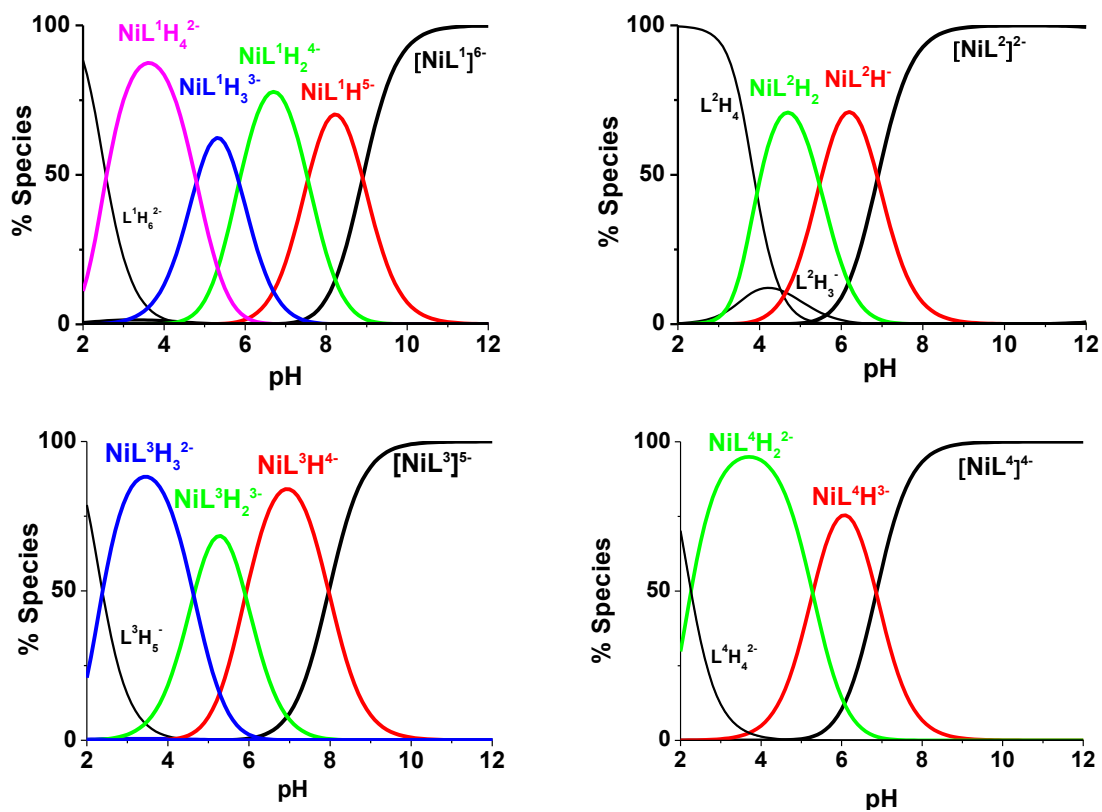 NiL¹H₄²⁻
NiL¹H₃³⁻
NiL¹H₂⁴⁻
NiL¹H⁵⁻
[NiL¹]⁶⁻
L¹H₆²⁻
% Species
100
50
0
2 4 6 8 10 12
pH
[NiL²]²⁻
NiL²H⁻
NiL²H₂
L²H₄
L²H₃⁻
% Species
100
50
0
2 4 6 8 10 12
pH
NiL³H₃²⁻
NiL³H₂³⁻
NiL³H⁴⁻
[NiL³]⁵⁻
L³H₅⁻
% Species
100
50
0
2 4 6 8 10 12
pH
NiL⁴H₂²⁻
NiL⁴H³⁻
[NiL⁴]⁴⁻
L⁴H₄²⁻
% Species
100
50
0
2 4 6 8 10 12
pH